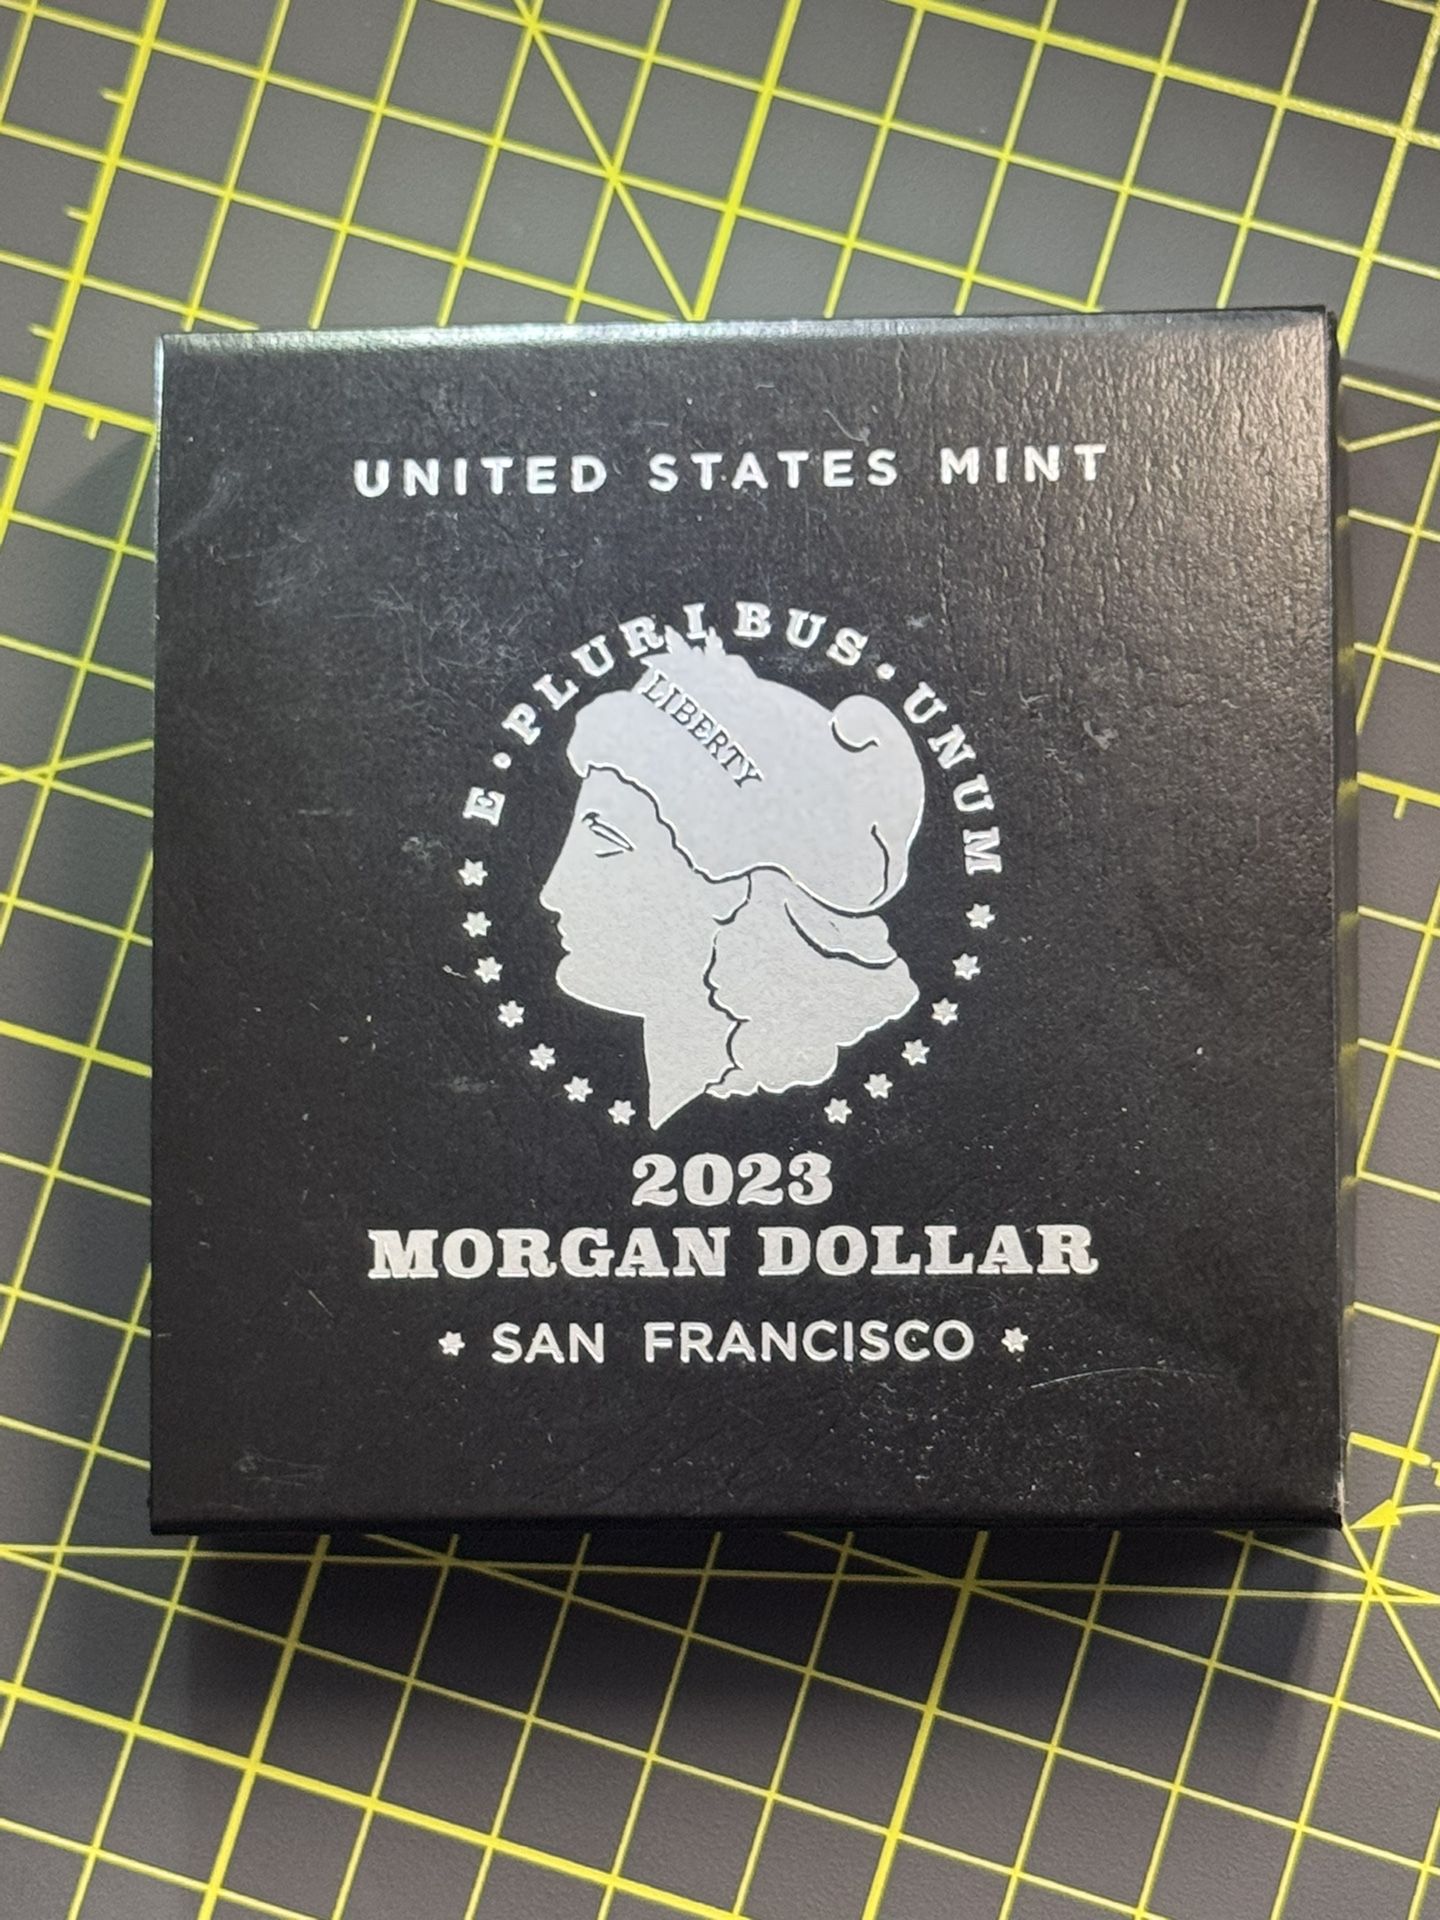 UNITED STATES MINT
E · PLURIBUS · UNUM
LIBERTY
2023
MORGAN DOLLAR
* SAN FRANCISCO *